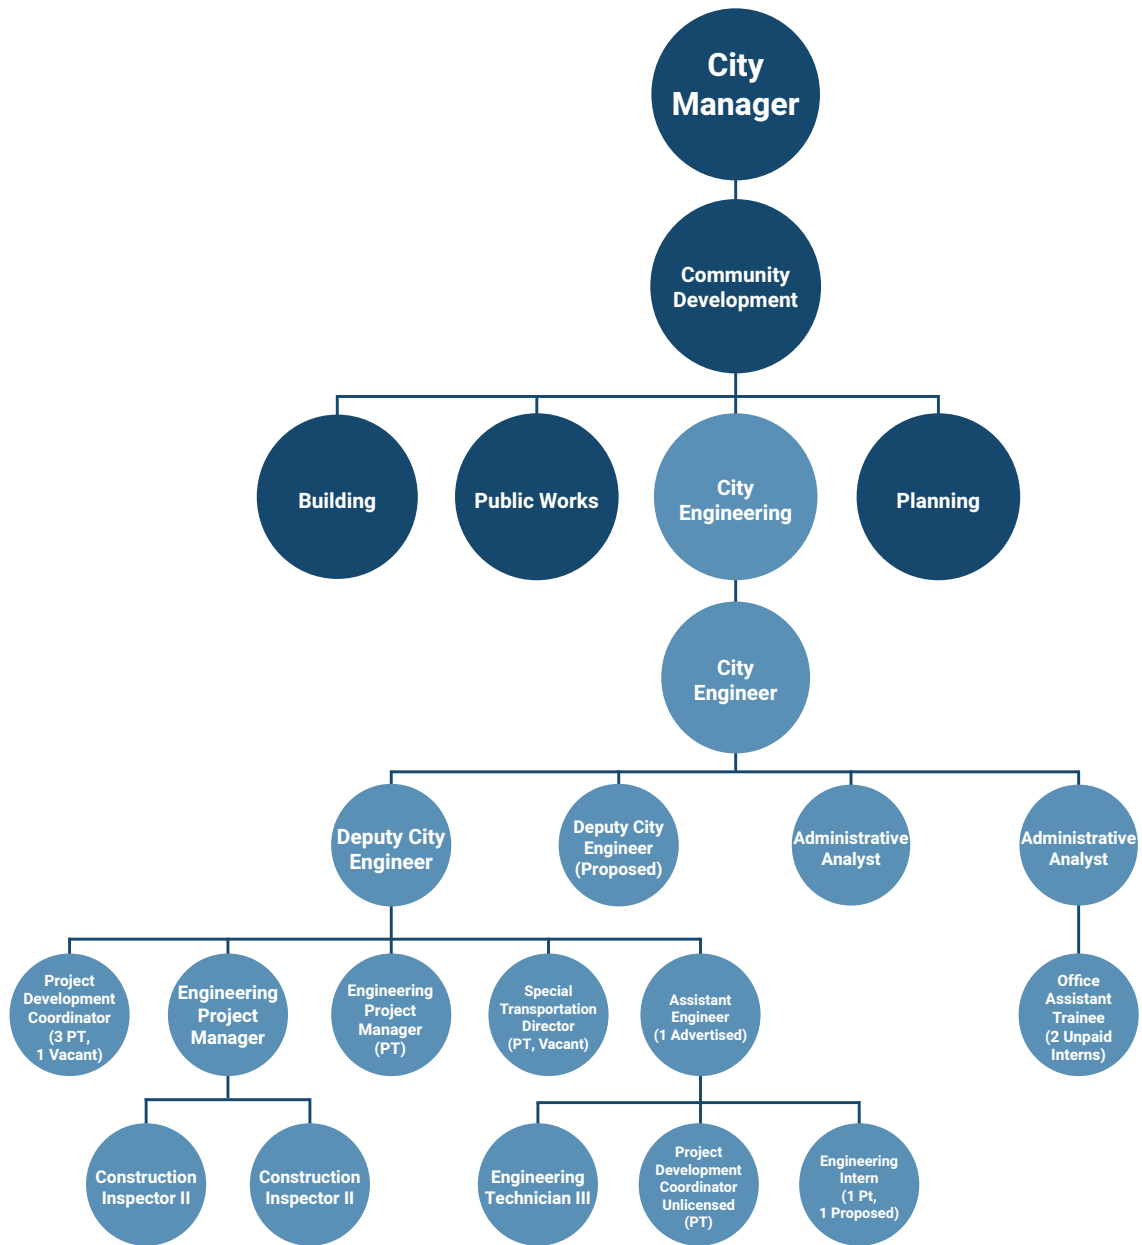 City
Manager
Community
Development
Building
Public Works
City
Engineering
Planning
City
Engineer
Deputy City
Engineer
Deputy City
Engineer
(Proposed)
Administrative
Analyst
Administrative
Analyst
Project
Development
Coordinator
(3 PT,
1 Vacant)
Engineering
Project
Manager
Engineering
Project
Manager
(PT)
Special
Transportation
Director
(PT, Vacant)
Assistant
Engineer
(1 Advertised)
Office
Assistant
Trainee
(2 Unpaid
Interns)
Construction
Inspector II
Construction
Inspector II
Engineering
Technician III
Project
Development
Coordinator
Unlicensed
(PT)
Engineering
Intern
(1 Pt,
1 Proposed)